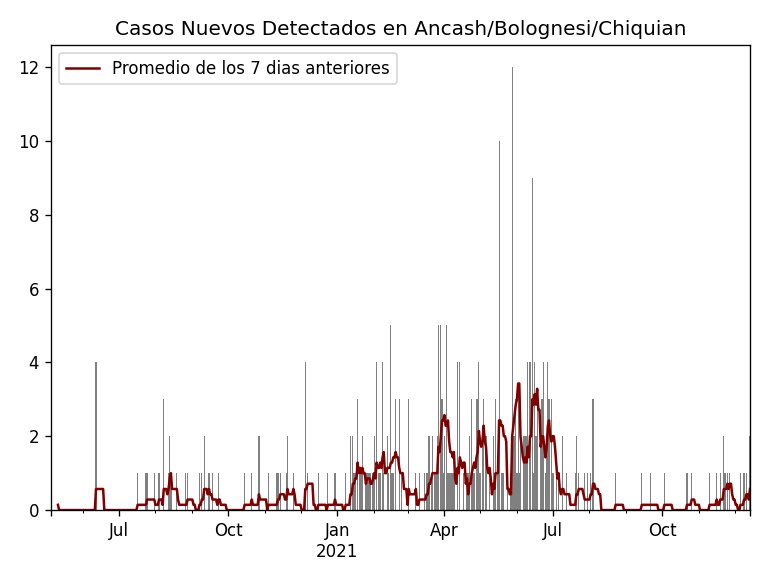 Casos Nuevos Detectados en Ancash/Bolognesi/Chiquian
Promedio de los 7 dias anteriores
12
10
8
6
4
2
0
Jul
Oct
Jan
2021
Apr
Jul
Oct